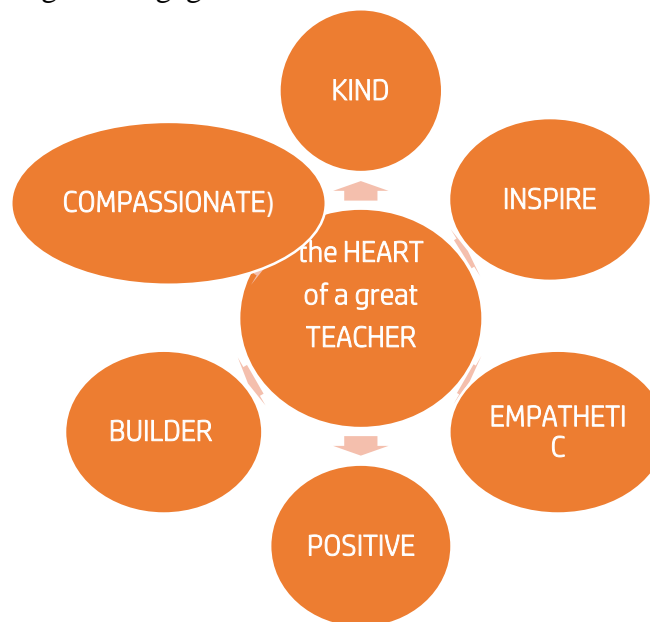 KIND
COMPASSIONATE)
INSPIRE
the HEART
of a great
TEACHER
BUILDER
EMPATHETI
C
POSITIVE